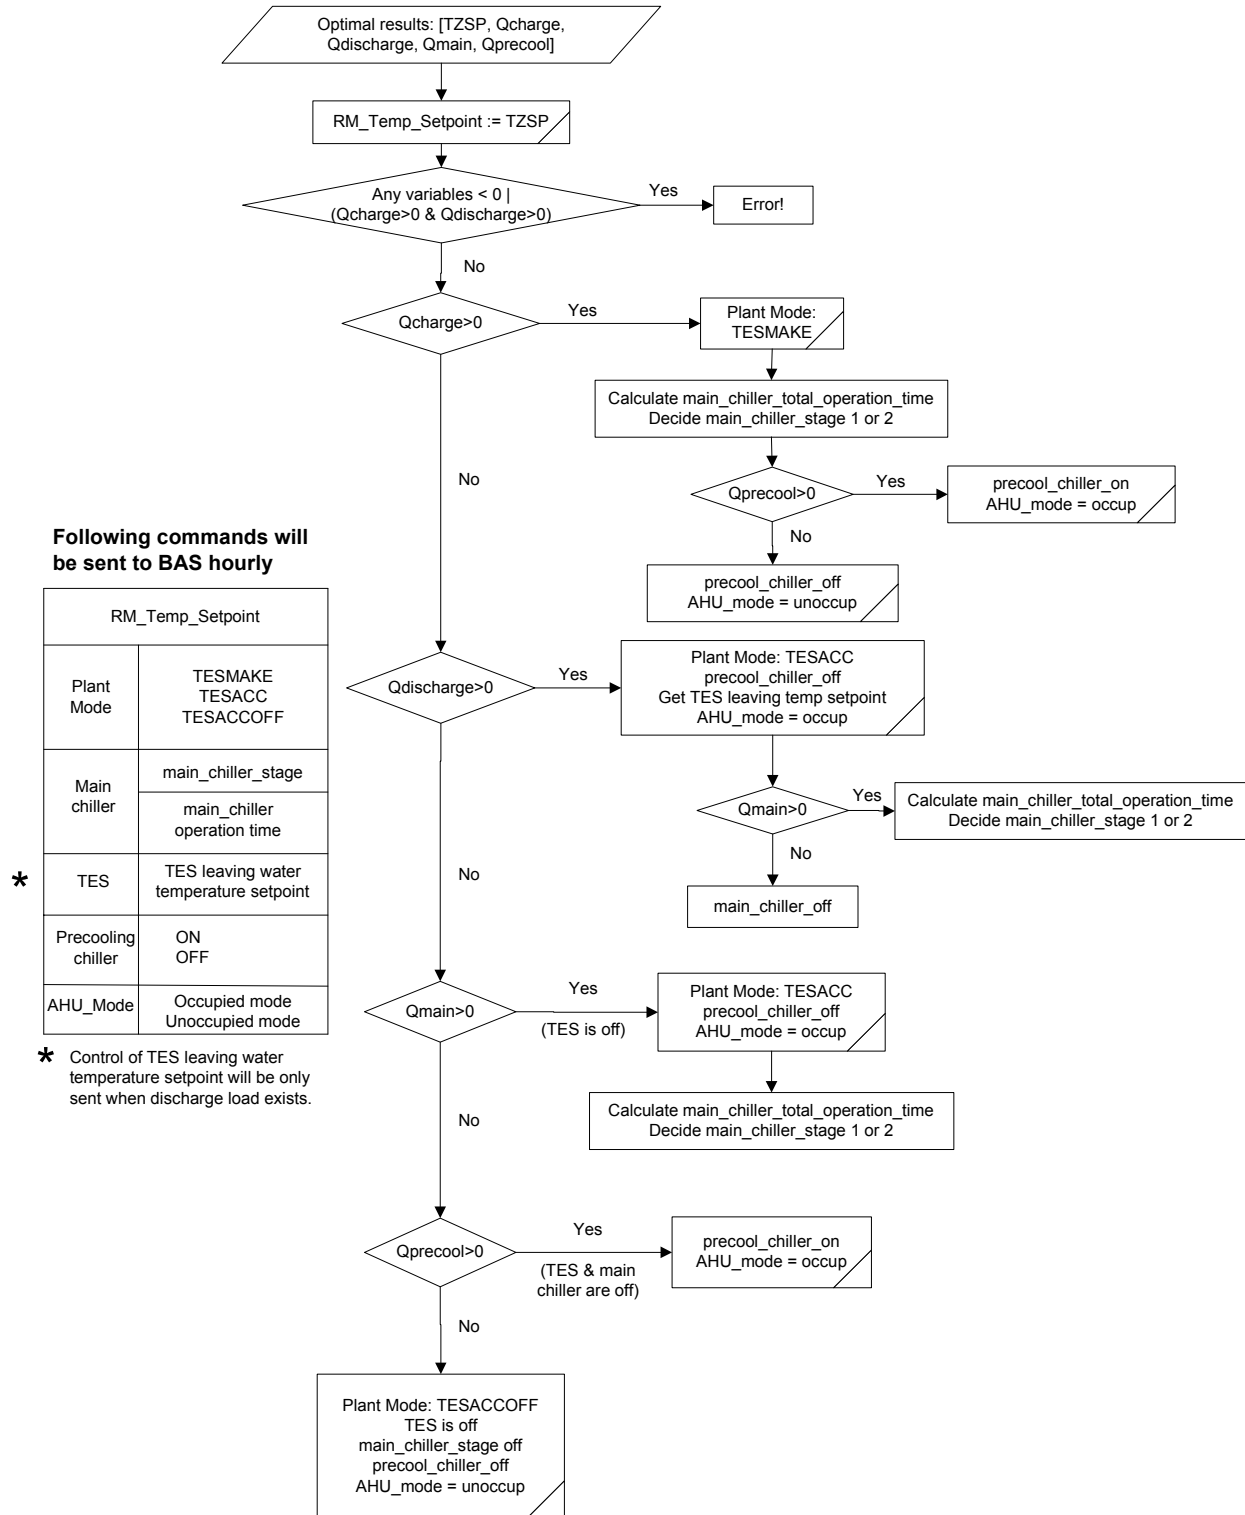 Optimal results: [TZSP, Qcharge,
Qdischarge, Qmain, Qprecool]
RM_Temp_Setpoint := TZSP
Any variables < 0 |
(Qcharge>0 & Qdischarge>0)
Yes
Error!
No
Qcharge>0
Yes
Plant Mode:
TESMAKE
Calculate main_chiller_total_operation_time
Decide main_chiller_stage 1 or 2
No
Qprecool>0
Yes
precool_chiller_on
AHU_mode = occup
No
precool_chiller_off
AHU_mode = unoccup
Following commands will
be sent to BAS hourly
RM_Temp_Setpoint
Plant
Mode
TESMAKE
TESACC
TESACCOFF
Main
chiller
main_chiller_stage
main_chiller
operation time
*
TES
TES leaving water
temperature setpoint
Precooling
chiller
ON
OFF
AHU_Mode
Occupied mode
Unoccupied mode
* Control of TES leaving water
temperature setpoint will be only
sent when discharge load exists.
Qdischarge>0
Yes
Plant Mode: TESACC
precool_chiller_off
Get TES leaving temp setpoint
AHU_mode = occup
Qmain>0
Yes
Calculate main_chiller_total_operation_time
Decide main_chiller_stage 1 or 2
No
main_chiller_off
No
Qmain>0
Yes
(TES is off)
Plant Mode: TESACC
precool_chiller_off
AHU_mode = occup
Calculate main_chiller_total_operation_time
Decide main_chiller_stage 1 or 2
No
Qprecool>0
Yes
(TES & main
chiller are off)
precool_chiller_on
AHU_mode = occup
No
Plant Mode: TESACCOFF
TES is off
main_chiller_stage off
precool_chiller_off
AHU_mode = unoccup